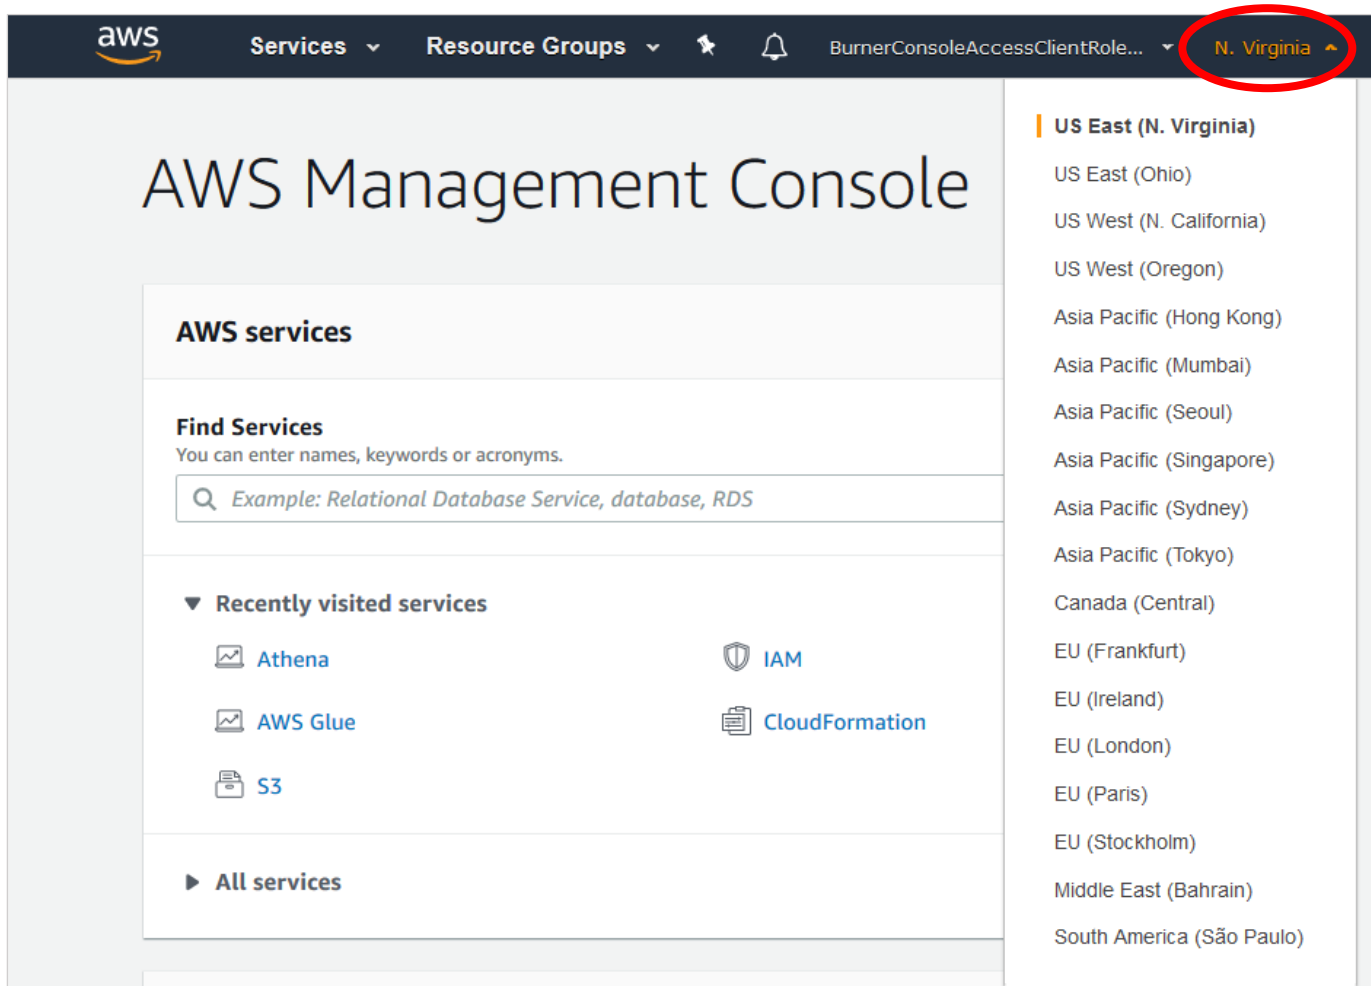 aws Services Resource Groups BurnerConsoleAccessClientRole... N. Virginia
AWS Management Console
AWS services
Find Services
You can enter names, keywords or acronyms.
Example: Relational Database Service, database, RDS
Recently visited services
Athena
IAM
AWS Glue
CloudFormation
S3
All services
US East (N. Virginia)
US East (Ohio)
US West (N. California)
US West (Oregon)
Asia Pacific (Hong Kong)
Asia Pacific (Mumbai)
Asia Pacific (Seoul)
Asia Pacific (Singapore)
Asia Pacific (Sydney)
Asia Pacific (Tokyo)
Canada (Central)
EU (Frankfurt)
EU (Ireland)
EU (London)
EU (Paris)
EU (Stockholm)
Middle East (Bahrain)
South America (São Paulo)